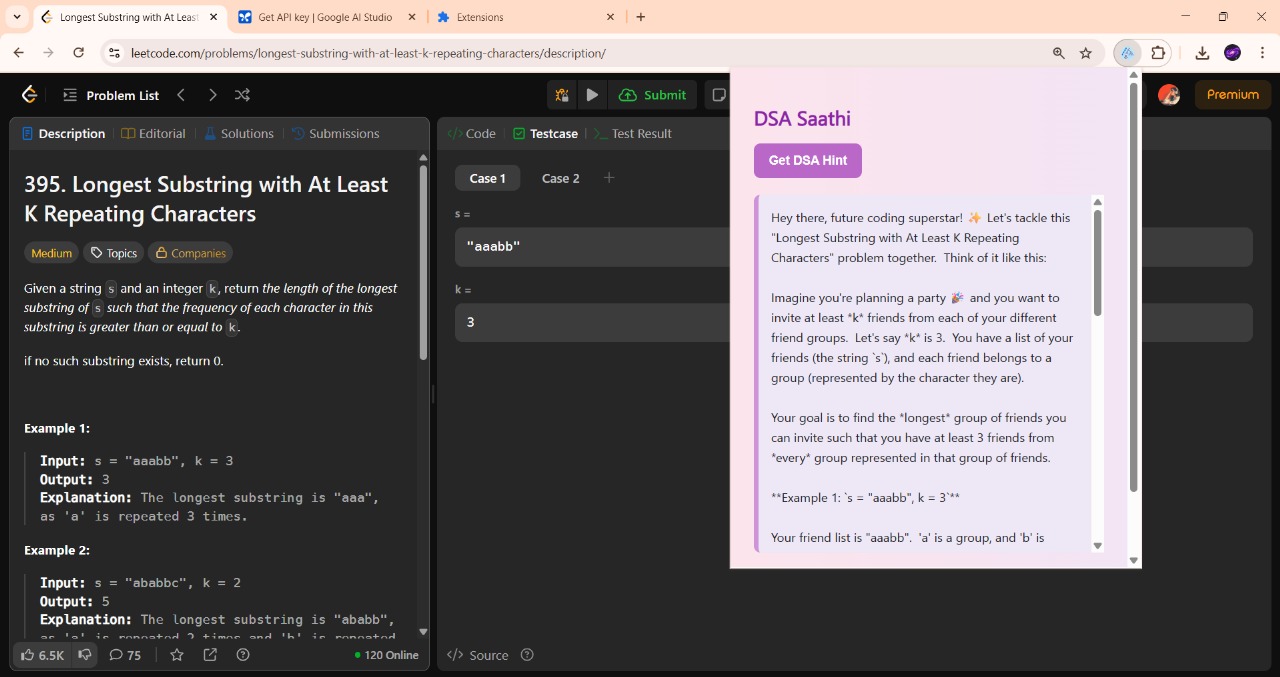 Longest Substring with At Least
Get API key | Google AI Studio
Extensions
leetcode.com/problems/longest-substring-with-at-least-k-repeating-characters/description/
Problem List
Submit
Premium
Description
Editorial
Solutions
Submissions
395. Longest Substring with At Least
K Repeating Characters
Medium
Topics
Companies
Given a string s and an integer k, return the length of the longest
substring of s such that the frequency of each character in this
substring is greater than or equal to k.
if no such substring exists, return 0.
Example 1:
Input: s = "aaabb", k = 3
Output: 3
Explanation: The longest substring is "aaa",
as 'a' is repeated 3 times.
Example 2:
Input: s = "ababbc", k = 2
Output: 5
Explanation: The longest substring is "ababb",
as 'a' is repeated 2 times and 'b' is repeated
6.5K
75
120 Online
</> Code
Testcase
>_ Test Result
Case 1
Case 2
+
s =
"aaabb"
k =
3
</> Source
DSA Saathi
Get DSA Hint
Hey there, future coding superstar! ✨ Let's tackle this
"Longest Substring with At Least K Repeating
Characters" problem together. Think of it like this:
Imagine you're planning a party 🎉 and you want to
invite at least *k* friends from each of your different
friend groups. Let's say *k* is 3. You have a list of your
friends (the string `s`), and each friend belongs to a
group (represented by the character they are).
Your goal is to find the *longest* group of friends you
can invite such that you have at least 3 friends from
*every* group represented in that group of friends.
**Example 1: `s = "aaabb", k = 3`**
Your friend list is "aaabb". 'a' is a group, and 'b' is